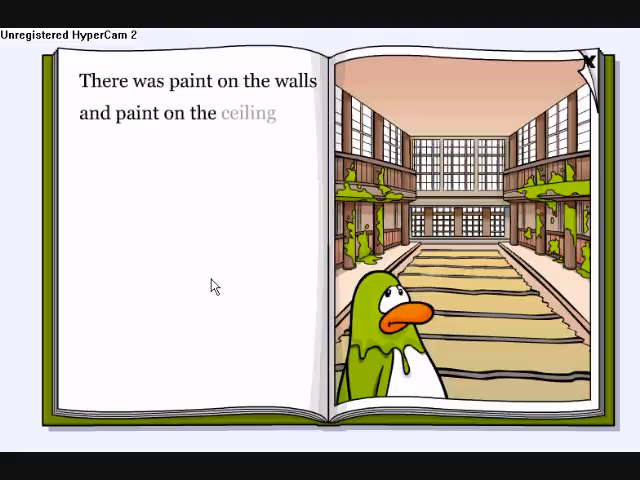 Unregistered HyperCam 2
There was paint on the walls
and paint on the ceiling